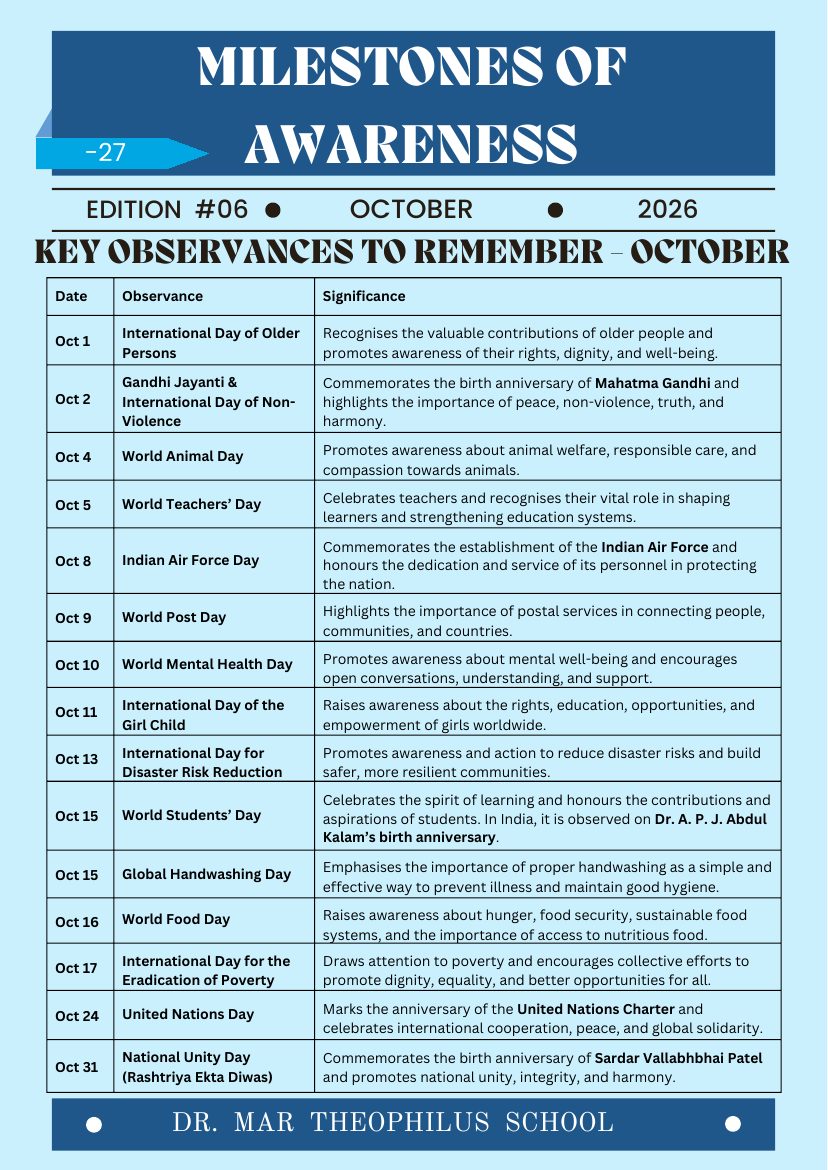 MILESTONES OF
AWARENESS
-27
EDITION #06 ● OCTOBER ● 2026
KEY OBSERVANCES TO REMEMBER – OCTOBER
Date Observance Significance
Oct 1
International Day of Older
Persons
Recognises the valuable contributions of older people and
promotes awareness of their rights, dignity, and well-being.
Oct 2
Gandhi Jayanti &
International Day of Non-
Violence
Commemorates the birth anniversary of Mahatma Gandhi and
highlights the importance of peace, non-violence, truth, and
harmony.
Oct 4
World Animal Day
Promotes awareness about animal welfare, responsible care, and
compassion towards animals.
Oct 5
World Teachers’ Day
Celebrates teachers and recognises their vital role in shaping
learners and strengthening education systems.
Oct 8
Indian Air Force Day
Commemorates the establishment of the Indian Air Force and
honours the dedication and service of its personnel in protecting
the nation.
Oct 9
World Post Day
Highlights the importance of postal services in connecting people,
communities, and countries.
Oct 10
World Mental Health Day
Promotes awareness about mental well-being and encourages
open conversations, understanding, and support.
Oct 11
International Day of the
Girl Child
Raises awareness about the rights, education, opportunities, and
empowerment of girls worldwide.
Oct 13
International Day for
Disaster Risk Reduction
Promotes awareness and action to reduce disaster risks and build
safer, more resilient communities.
Oct 15
World Students’ Day
Celebrates the spirit of learning and honours the contributions and
aspirations of students. In India, it is observed on Dr. A. P. J. Abdul
Kalam’s birth anniversary.
Oct 15
Global Handwashing Day
Emphasises the importance of proper handwashing as a simple and
effective way to prevent illness and maintain good hygiene.
Oct 16
World Food Day
Raises awareness about hunger, food security, sustainable food
systems, and the importance of access to nutritious food.
Oct 17
International Day for the
Eradication of Poverty
Draws attention to poverty and encourages collective efforts to
promote dignity, equality, and better opportunities for all.
Oct 24
United Nations Day
Marks the anniversary of the United Nations Charter and
celebrates international cooperation, peace, and global solidarity.
Oct 31
National Unity Day
(Rashtriya Ekta Diwas)
Commemorates the birth anniversary of Sardar Vallabhbhai Patel
and promotes national unity, integrity, and harmony.
DR. MAR THEOPHILUS SCHOOL